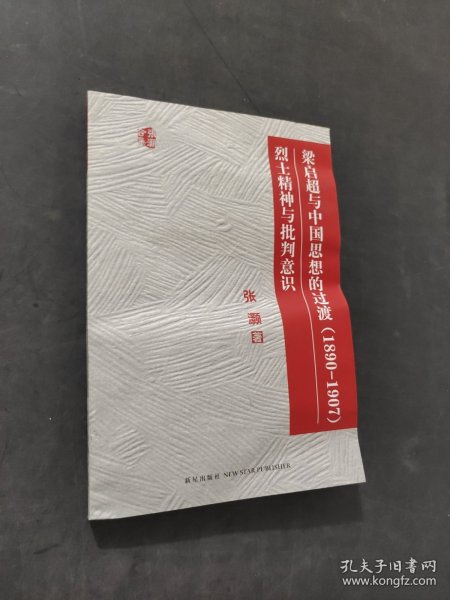 梁启超与中国思想的过渡(1890-1907)
烈士精神与批判意识
张灏著
新星出版社 NEW STAR PUBLISHER
孔夫子旧书网
www.kongfz.com